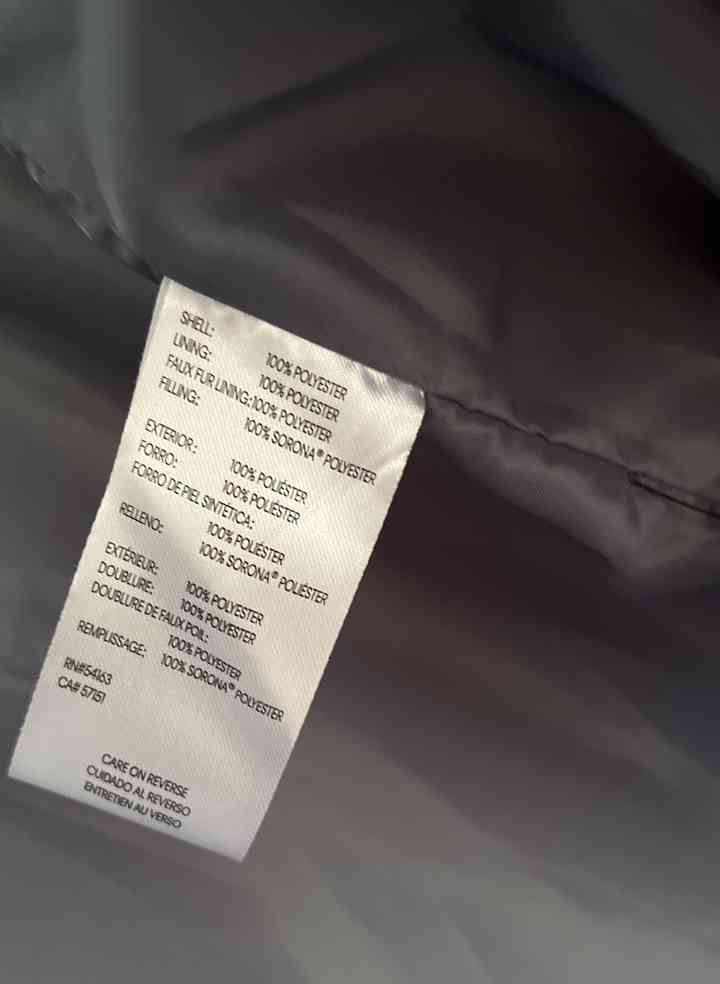 SHELL: 100% POLYESTER
LINING: 100% POLYESTER
FAUX FUR LINING: 100% POLYESTER
FILLING: 100% SORONA® POLYESTER
EXTERIOR: 100% POLIÉSTER
FORRO: 100% POLIÉSTER
FORRO DE PIEL SINTÉTICA:
100% POLIÉSTER
RELLENO: 100% SORONA® POLIÉSTER
EXTÉRIEUR: 100% POLYESTER
DOUBLURE: 100% POLYESTER
DOUBLURE DE FAUX POIL:
100% POLYESTER
REMPLISSAGE: 100% SORONA® POLYESTER
RN#54163
CA# 57151
CARE ON REVERSE
CUIDADO AL REVERSO
ENTRETIEN AU VERSO